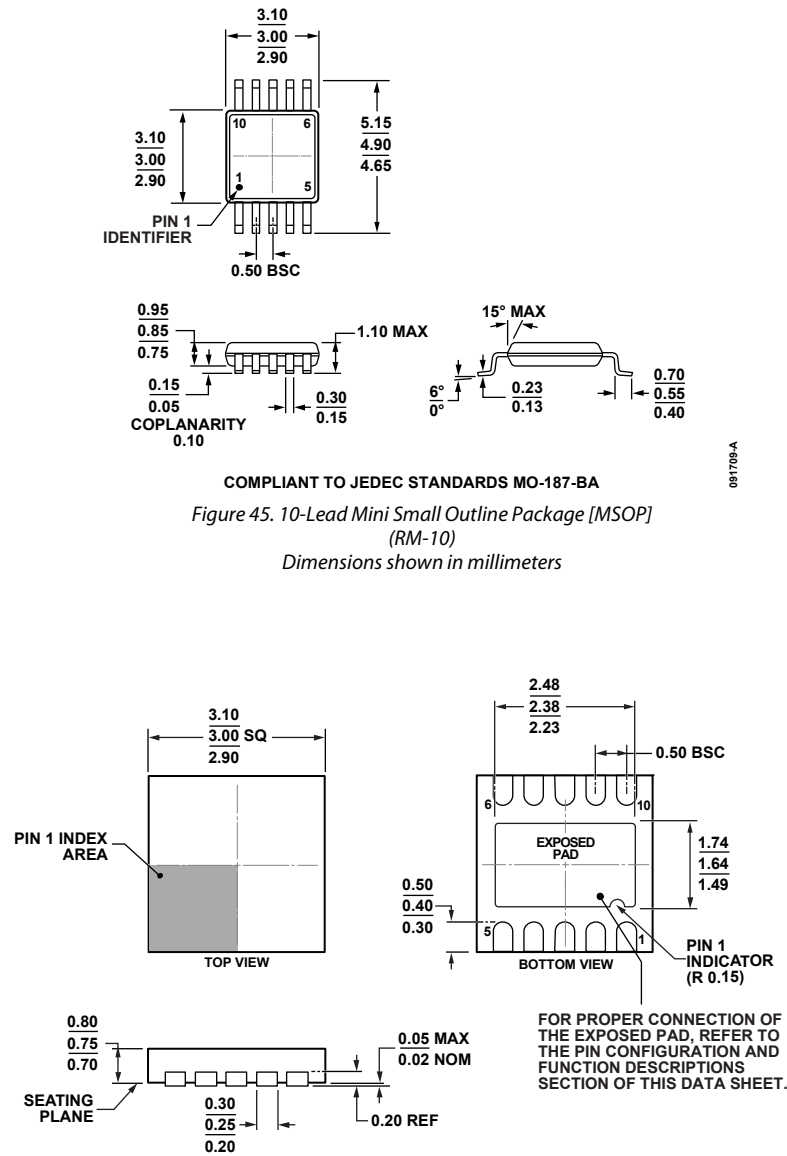 3.10
3.00
2.90
10
6
1
5
3.10
3.00
2.90
5.15
4.90
4.65
PIN 1
IDENTIFIER
0.50 BSC
0.95
0.85
0.75
1.10 MAX
0.15
0.05
COPLANARITY
0.10
0.30
0.15
15° MAX
6°
0°
0.23
0.13
0.70
0.55
0.40
COMPLIANT TO JEDEC STANDARDS MO-187-BA
091709-A
Figure 45. 10-Lead Mini Small Outline Package [MSOP]
(RM-10)
Dimensions shown in millimeters
3.10
3.00 SQ
2.90
PIN 1 INDEX
AREA
TOP VIEW
2.48
2.38
2.23
0.50 BSC
6
10
EXPOSED
PAD
1.74
1.64
1.49
0.50
0.40
0.30
5
1
BOTTOM VIEW
PIN 1
INDICATOR
(R 0.15)
FOR PROPER CONNECTION OF
THE EXPOSED PAD, REFER TO
THE PIN CONFIGURATION AND
FUNCTION DESCRIPTIONS
SECTION OF THIS DATA SHEET.
0.80
0.75
0.70
SEATING
PLANE
0.30
0.25
0.20
0.05 MAX
0.02 NOM
0.20 REF